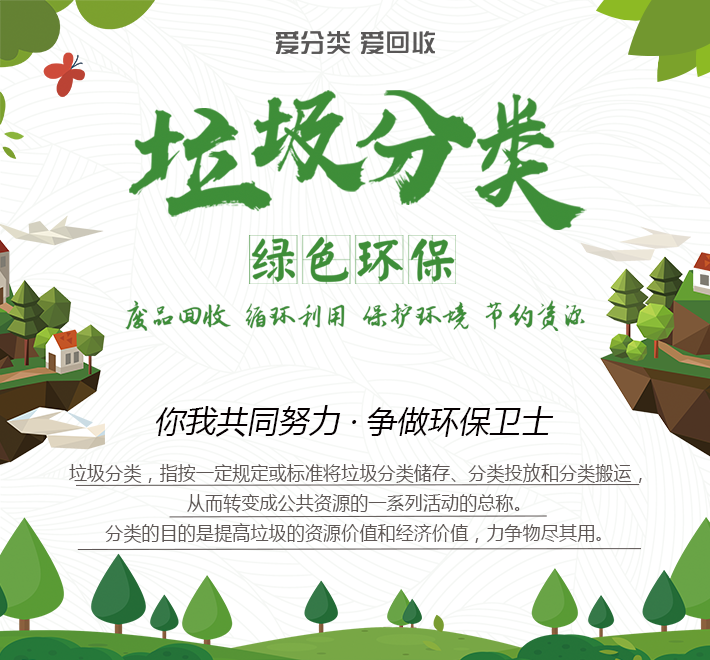 爱分类 爱回收
垃圾分类
绿色环保
废品回收 循环利用 保护环境 节约资源
你我共同努力·争做环保卫士
垃圾分类，指按一定规定或标准将垃圾分类储存、分类投放和分类搬运，
从而转变成公共资源的一系列活动的总称。
分类的目的是提高垃圾的资源价值和经济价值，力争物尽其用。